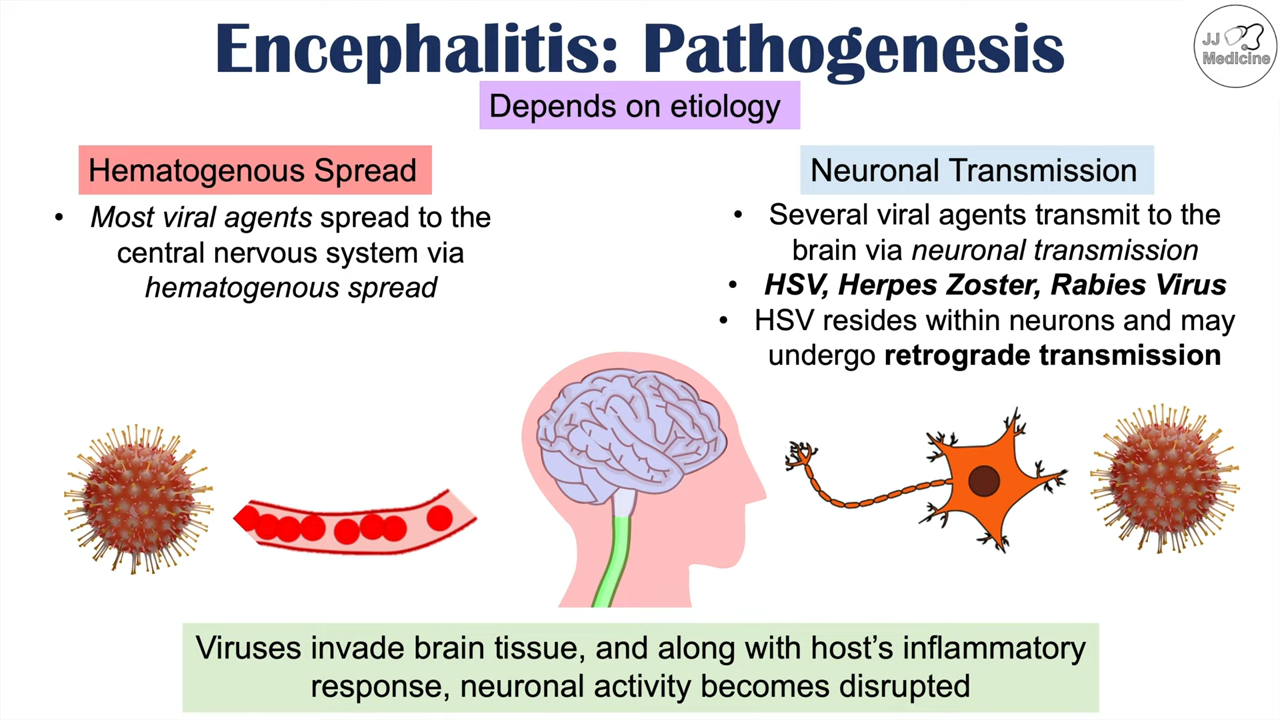 Encephalitis: Pathogenesis
JJ
Medicine
Depends on etiology
Hematogenous Spread
• Most viral agents spread to the
central nervous system via
hematogenous spread
Neuronal Transmission
• Several viral agents transmit to the
brain via neuronal transmission
• HSV, Herpes Zoster, Rabies Virus
• HSV resides within neurons and may
undergo retrograde transmission
Viruses invade brain tissue, and along with host’s inflammatory
response, neuronal activity becomes disrupted